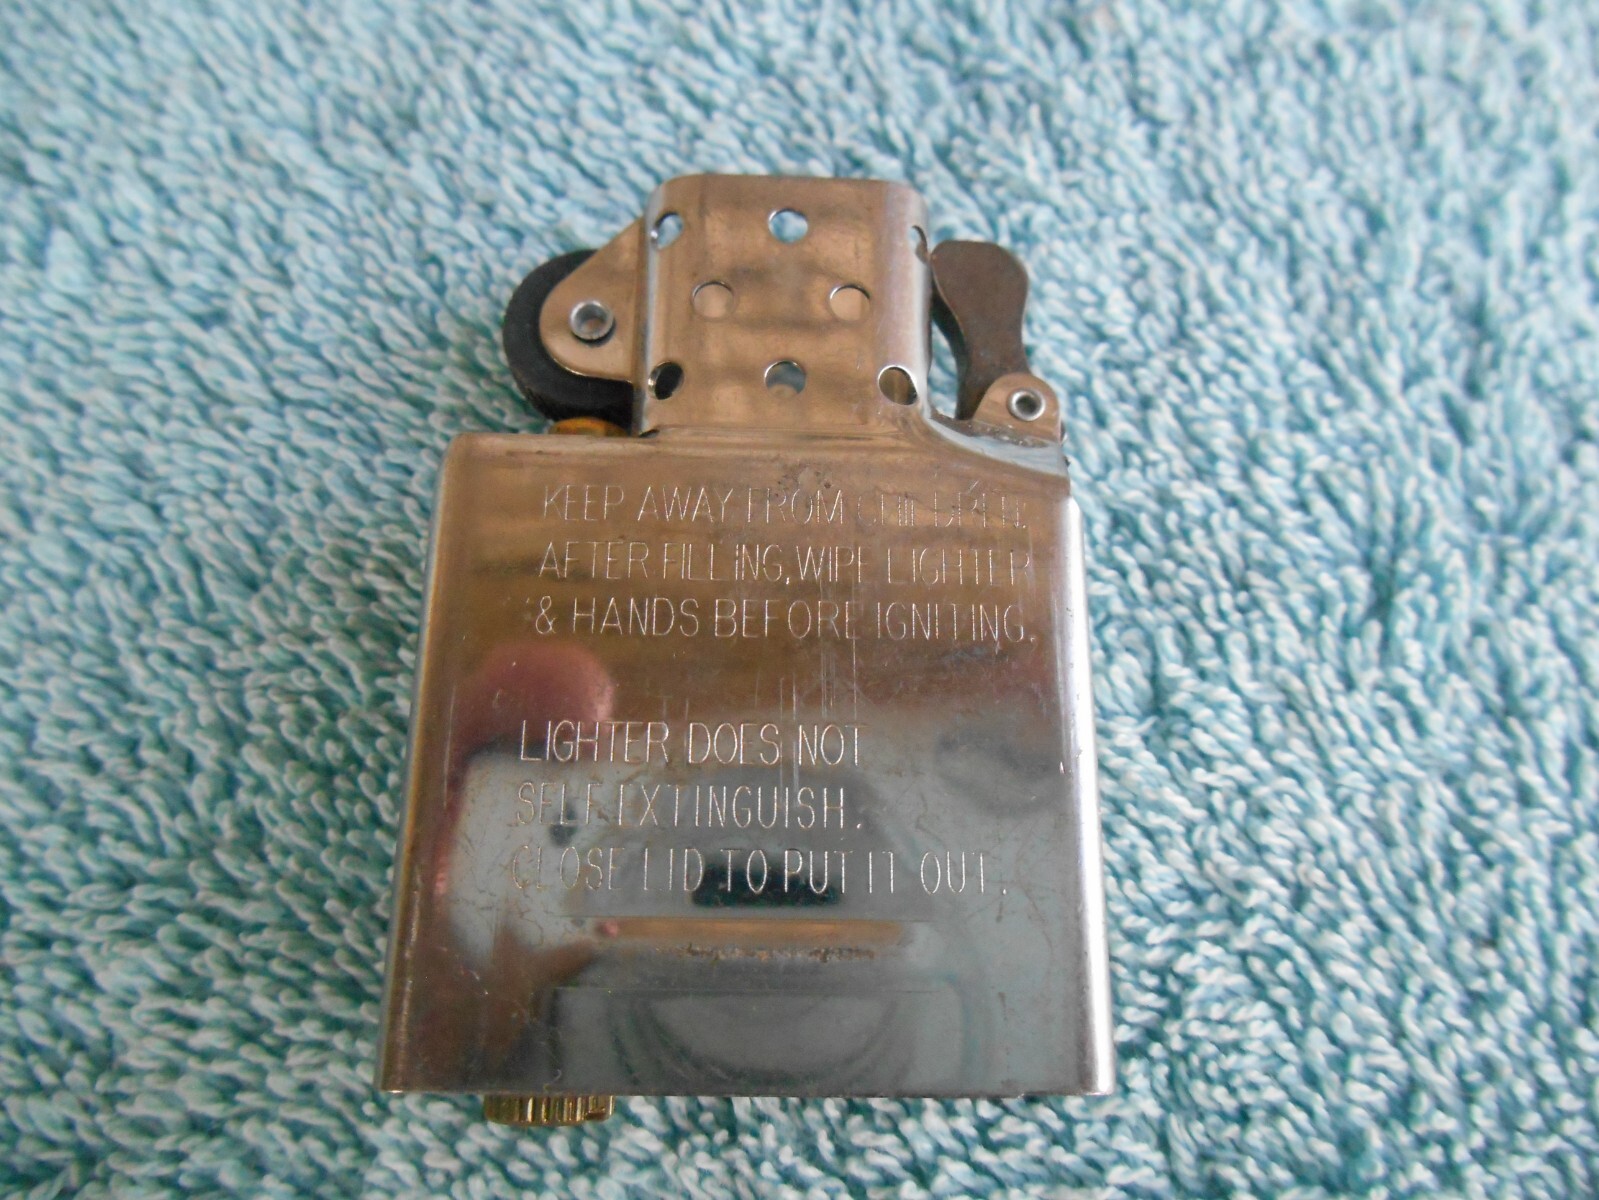 KEEP AWAY FROM CHILDREN.
AFTER FILLING, WIPE LIGHTER
& HANDS BEFORE IGNITING.
LIGHTER DOES NOT
SELF EXTINGUISH.
CLOSE LID TO PUT IT OUT.